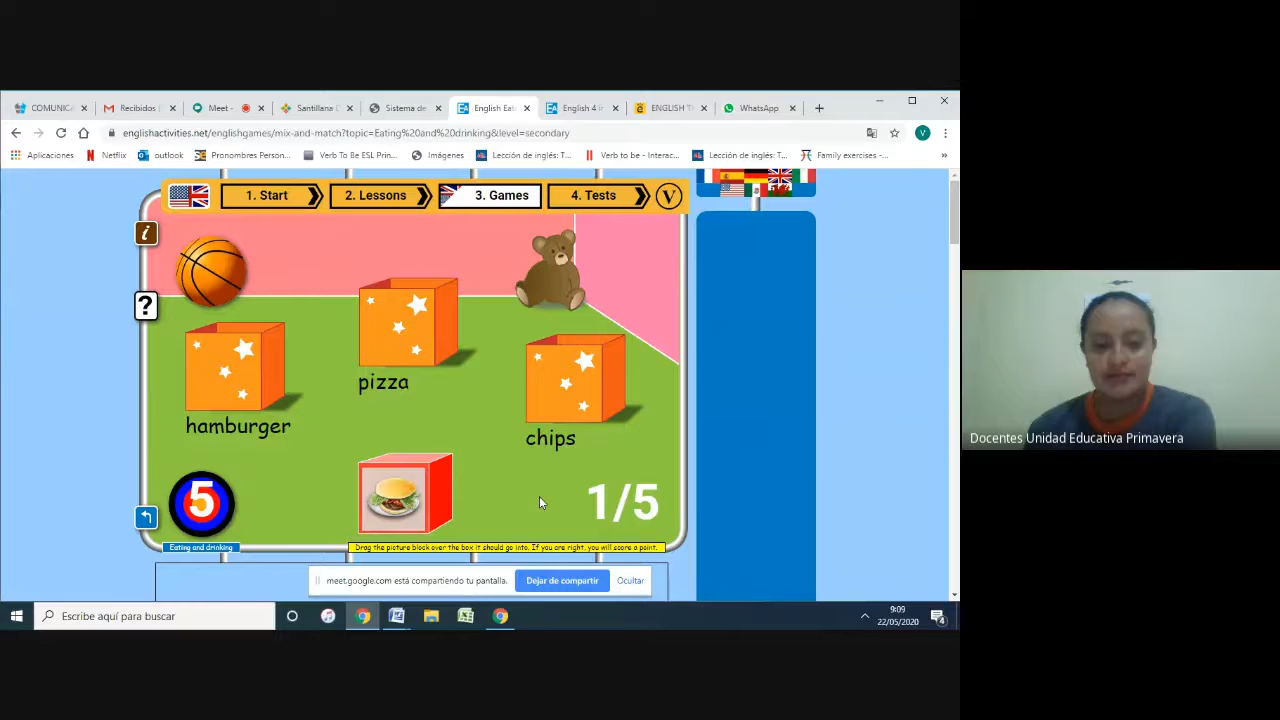 COMUNICA
Recibidos
Meet -
Santillana
Sistema de
English Eat
English 4
ENGLISH T
WhatsApp
englishactivities.net/englishgames/mix-and-match?topic=Eating%20and%20drinking&level=secondary
V
Aplicaciones
Netflix
outlook
Pronombres Person...
Verb To Be ESL Prin...
Imágenes
Lección de inglés: T...
Verb to be - Interac...
Lección de inglés: T...
Family exercises -...
»
1. Start
2. Lessons
3. Games
4. Tests
V
i
?
pizza
hamburger
chips
5
1/5
Eating and drinking
Drag the picture block over the box it should go into. If you are right, you will score a point.
meet.google.com está compartiendo tu pantalla.
Dejar de compartir
Ocultar
Escribe aquí para buscar
9:09
22/05/2020
4
Docentes Unidad Educativa Primavera